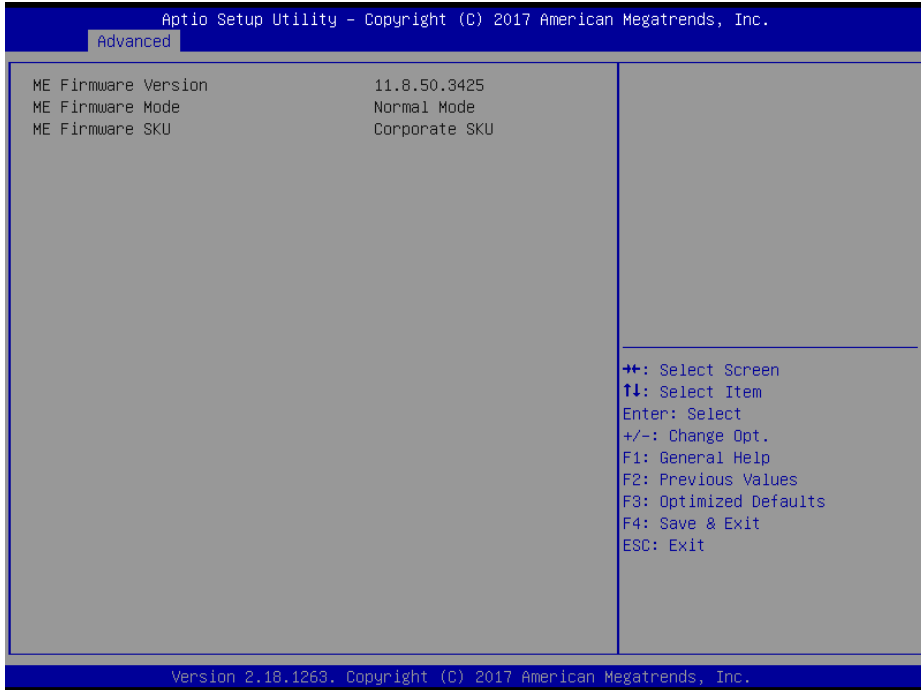 Aptio Setup Utility – Copyright (C) 2017 American Megatrends, Inc.
Advanced
ME Firmware Version 11.8.50.3425
ME Firmware Mode Normal Mode
ME Firmware SKU Corporate SKU
→←: Select Screen
↑↓: Select Item
Enter: Select
+/-: Change Opt.
F1: General Help
F2: Previous Values
F3: Optimized Defaults
F4: Save & Exit
ESC: Exit
Version 2.18.1263. Copyright (C) 2017 American Megatrends, Inc.